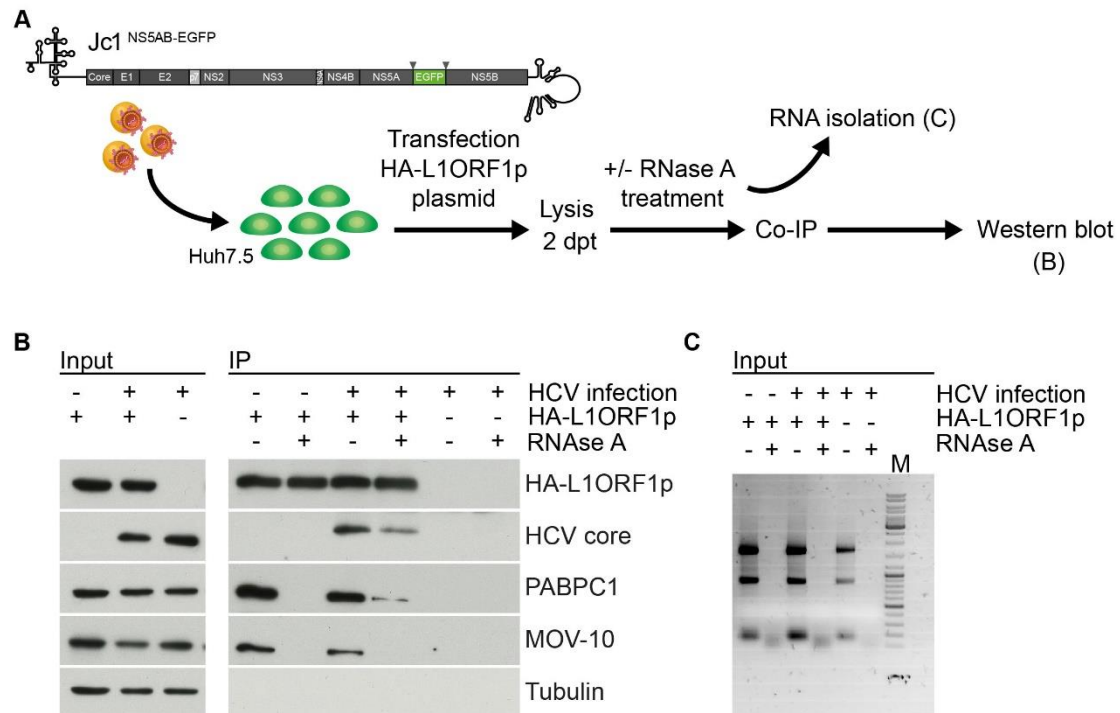 A
Jc1 NS5AB-EGFP
Core E1 E2 p7 NS2 NS3 NS4B NS5A EGFP NS5B
Huh7.5
Transfection
HA-L1ORF1p
plasmid
Lysis
2 dpt
+/- RNase A
treatment
RNA isolation (C)
Co-IP
Western blot
(B)
B
Input IP
- + + - - + + + + HCV infection
+ + - + + + + - - HA-L1ORF1p
- + - + - + RNAse A
HA-L1ORF1p
HCV core
PABPC1
MOV-10
Tubulin
C
Input
- - + + + + HCV infection
+ + + + - - HA-L1ORF1p
- + - + - + RNAse A
M